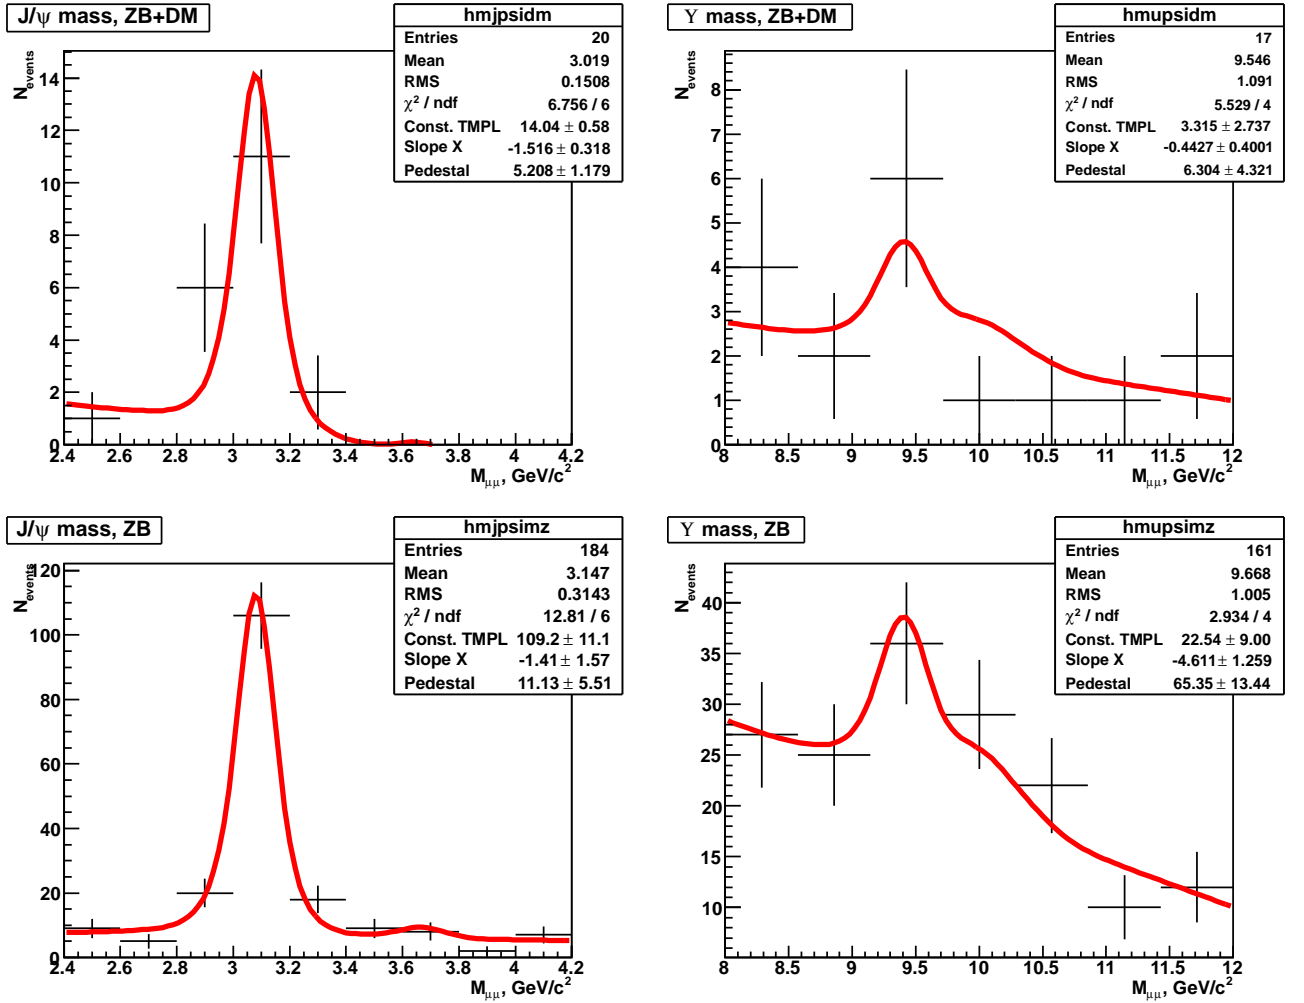 J/ψ mass, ZB+DM
hmjpsidm
Entries 20
Mean 3.019
RMS 0.1508
χ² / ndf 6.756 / 6
Const. TMPL 14.04 ± 0.58
Slope X -1.516 ± 0.318
Pedestal 5.208 ± 1.179
N_events
14
12
10
8
6
4
2
0
2.4 2.6 2.8 3 3.2 3.4 3.6 3.8 4 4.2
M_μμ, GeV/c²
Υ mass, ZB+DM
hmupsidm
Entries 17
Mean 9.546
RMS 1.091
χ² / ndf 5.529 / 4
Const. TMPL 3.315 ± 2.737
Slope X -0.4427 ± 0.4001
Pedestal 6.304 ± 4.321
N_events
8
7
6
5
4
3
2
1
0
8 8.5 9 9.5 10 10.5 11 11.5 12
M_μμ, GeV/c²
J/ψ mass, ZB
hmjpsimz
Entries 184
Mean 3.147
RMS 0.3143
χ² / ndf 12.81 / 6
Const. TMPL 109.2 ± 11.1
Slope X -1.41 ± 1.57
Pedestal 11.13 ± 5.51
N_events
120
100
80
60
40
20
0
2.4 2.6 2.8 3 3.2 3.4 3.6 3.8 4 4.2
M_μμ, GeV/c²
Υ mass, ZB
hmupsimz
Entries 161
Mean 9.668
RMS 1.005
χ² / ndf 2.934 / 4
Const. TMPL 22.54 ± 9.00
Slope X -4.611 ± 1.259
Pedestal 65.35 ± 13.44
N_events
40
35
30
25
20
15
10
8 8.5 9 9.5 10 10.5 11 11.5 12
M_μμ, GeV/c²